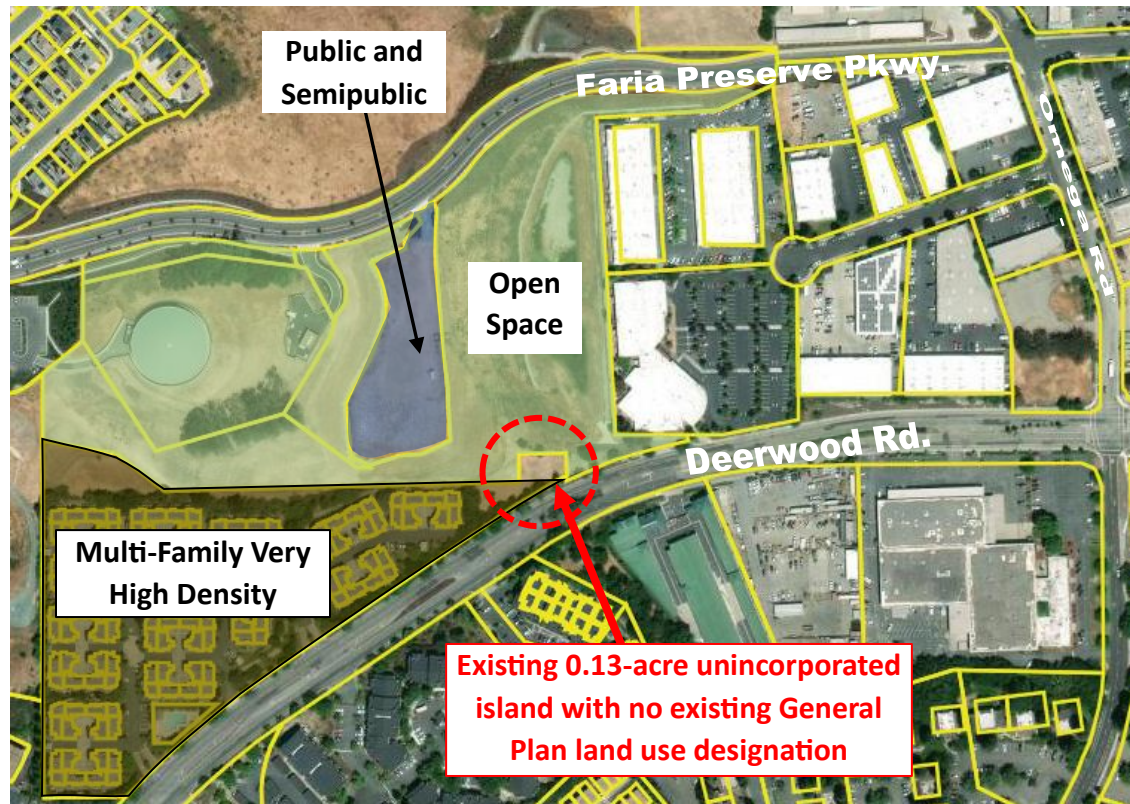 Public and
Semipublic
Faria Preserve Pkwy.
Omega Rd
Open
Space
Deerwood Rd.
Multi-Family Very
High Density
Existing 0.13-acre unincorporated
island with no existing General
Plan land use designation